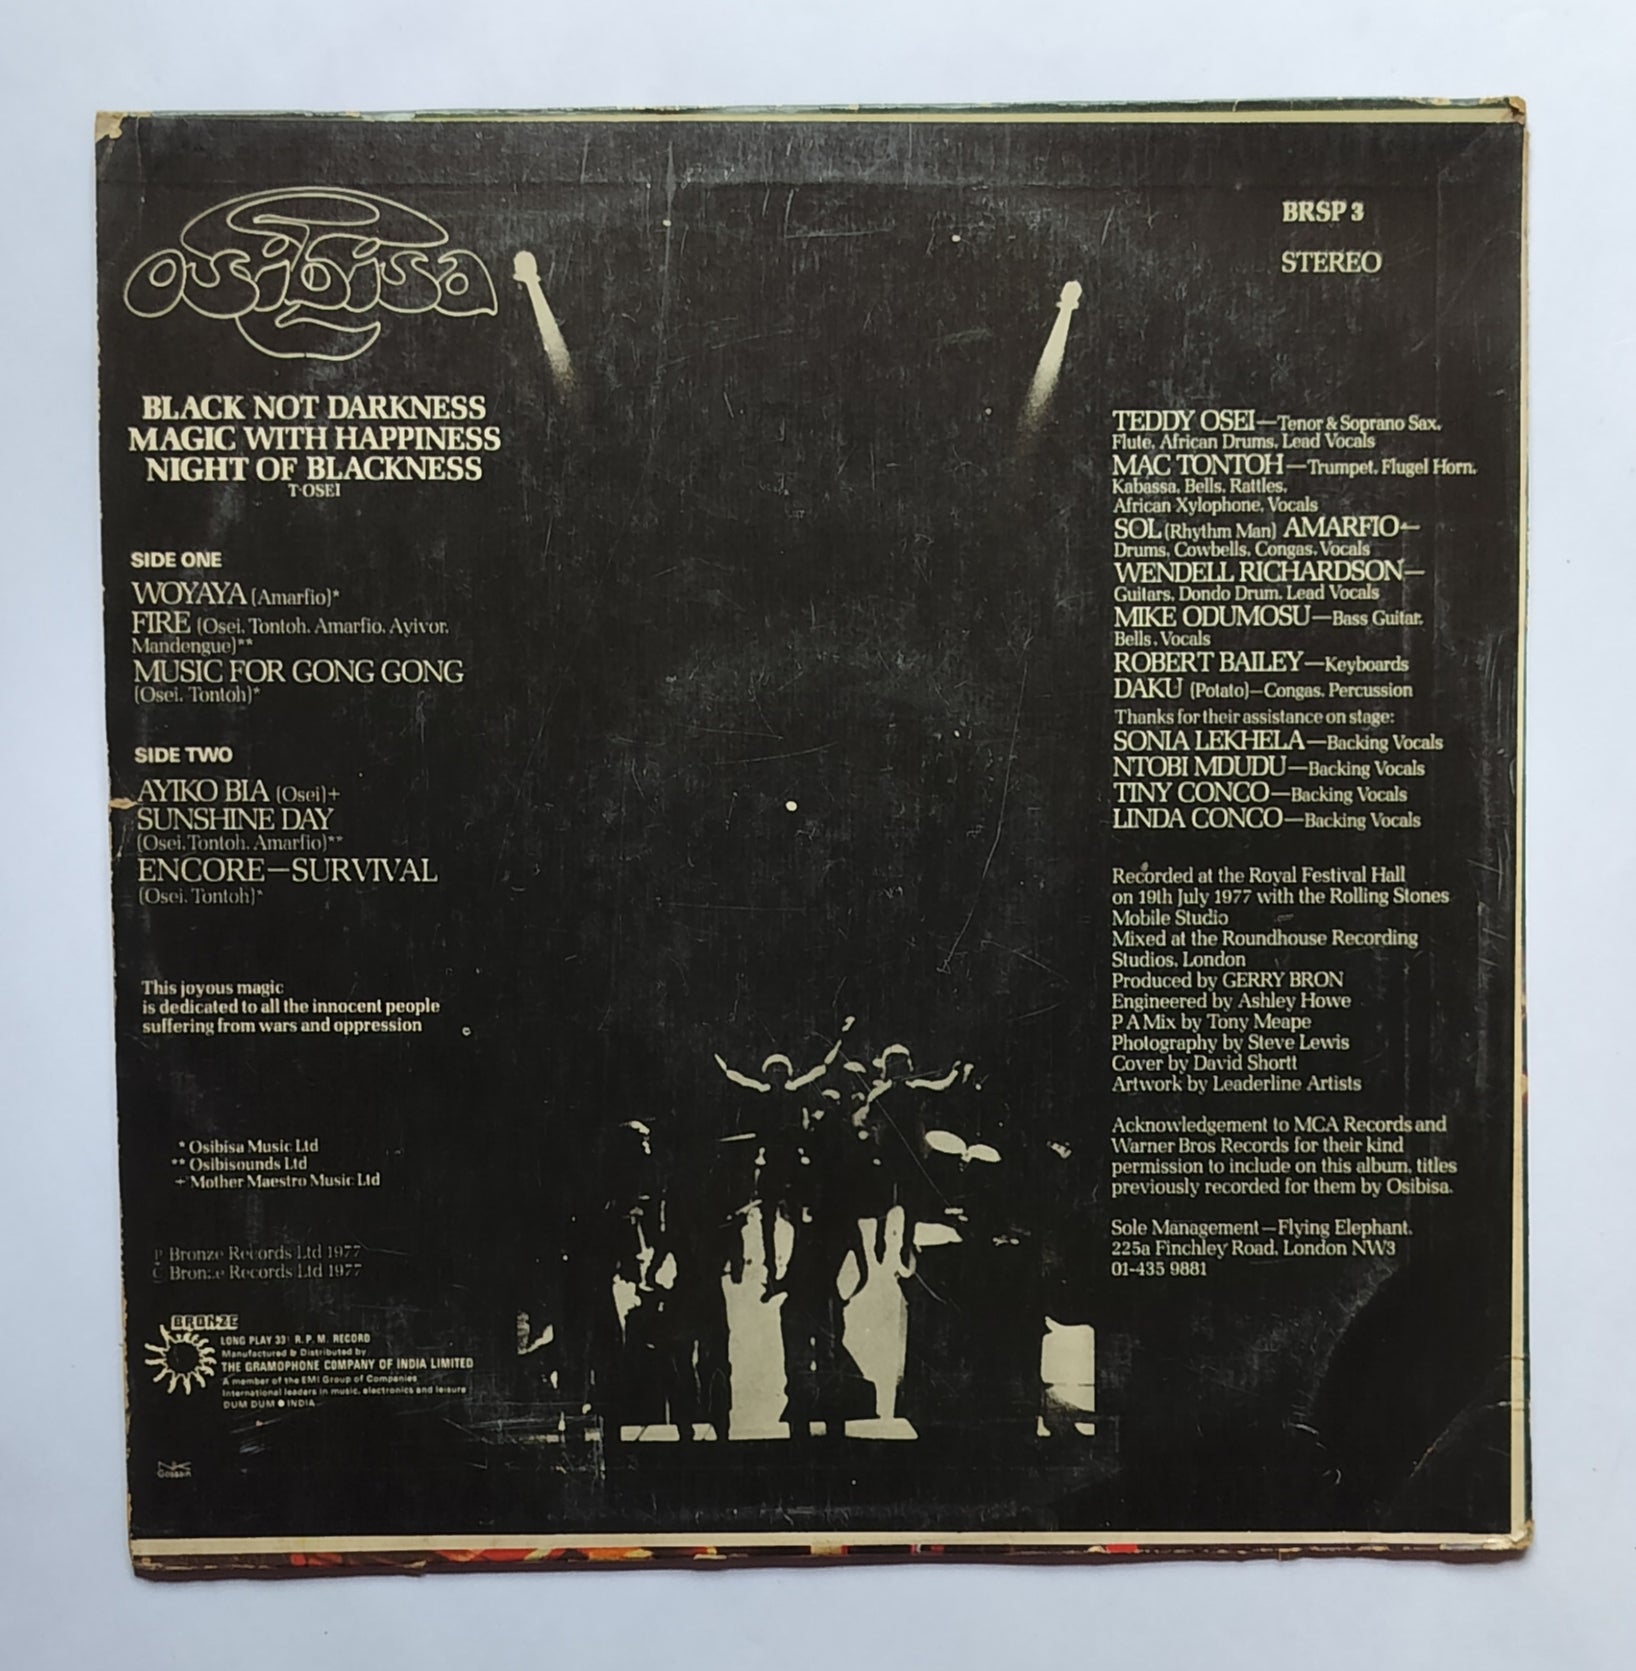 osibisa
BLACK NOT DARKNESS
MAGIC WITH HAPPINESS
NIGHT OF BLACKNESS
T·OSEI
SIDE ONE
WOYAYA (Amarfio)*
FIRE (Osei, Tontoh, Amarfio, Ayivor,
Mandengue)**
MUSIC FOR GONG GONG
(Osei, Tontoh)*
SIDE TWO
AYIKO BIA (Osei)+
SUNSHINE DAY
(Osei, Tontoh, Amarfio)**
ENCORE—SURVIVAL
(Osei, Tontoh)*
This joyous magic
is dedicated to all the innocent people
suffering from wars and oppression
* Osibisa Music Ltd
** Osibisounds Ltd
+ Mother Maestro Music Ltd
P Bronze Records Ltd 1977
C Bronze Records Ltd 1977
BRONZE
LONG PLAY 33⅓ R.P.M. RECORD
Manufactured & Distributed by
THE GRAMOPHONE COMPANY OF INDIA LIMITED
A member of the EMI Group of Companies
International leaders in music, electronics and leisure
DUM DUM ● INDIA
NK
Gossain
BRSP 3
STEREO
TEDDY OSEI—Tenor & Soprano Sax,
Flute, African Drums, Lead Vocals
MAC TONTOH—Trumpet, Flugel Horn,
Kabassa, Bells, Rattles,
African Xylophone, Vocals
SOL (Rhythm Man) AMARFIO—
Drums, Cowbells, Congas, Vocals
WENDELL RICHARDSON—
Guitars, Dondo Drum, Lead Vocals
MIKE ODUMOSU—Bass Guitar,
Bells, Vocals
ROBERT BAILEY—Keyboards
DAKU (Potato)—Congas, Percussion
Thanks for their assistance on stage:
SONIA LEKHELA—Backing Vocals
NTOBI MDUDU—Backing Vocals
TINY CONCO—Backing Vocals
LINDA CONCO—Backing Vocals
Recorded at the Royal Festival Hall
on 19th July 1977 with the Rolling Stones
Mobile Studio
Mixed at the Roundhouse Recording
Studios, London
Produced by GERRY BRON
Engineered by Ashley Howe
P A Mix by Tony Meape
Photography by Steve Lewis
Cover by David Shortt
Artwork by Leaderline Artists
Acknowledgement to MCA Records and
Warner Bros Records for their kind
permission to include on this album, titles
previously recorded for them by Osibisa.
Sole Management—Flying Elephant,
225a Finchley Road, London NW3
01-435 9881